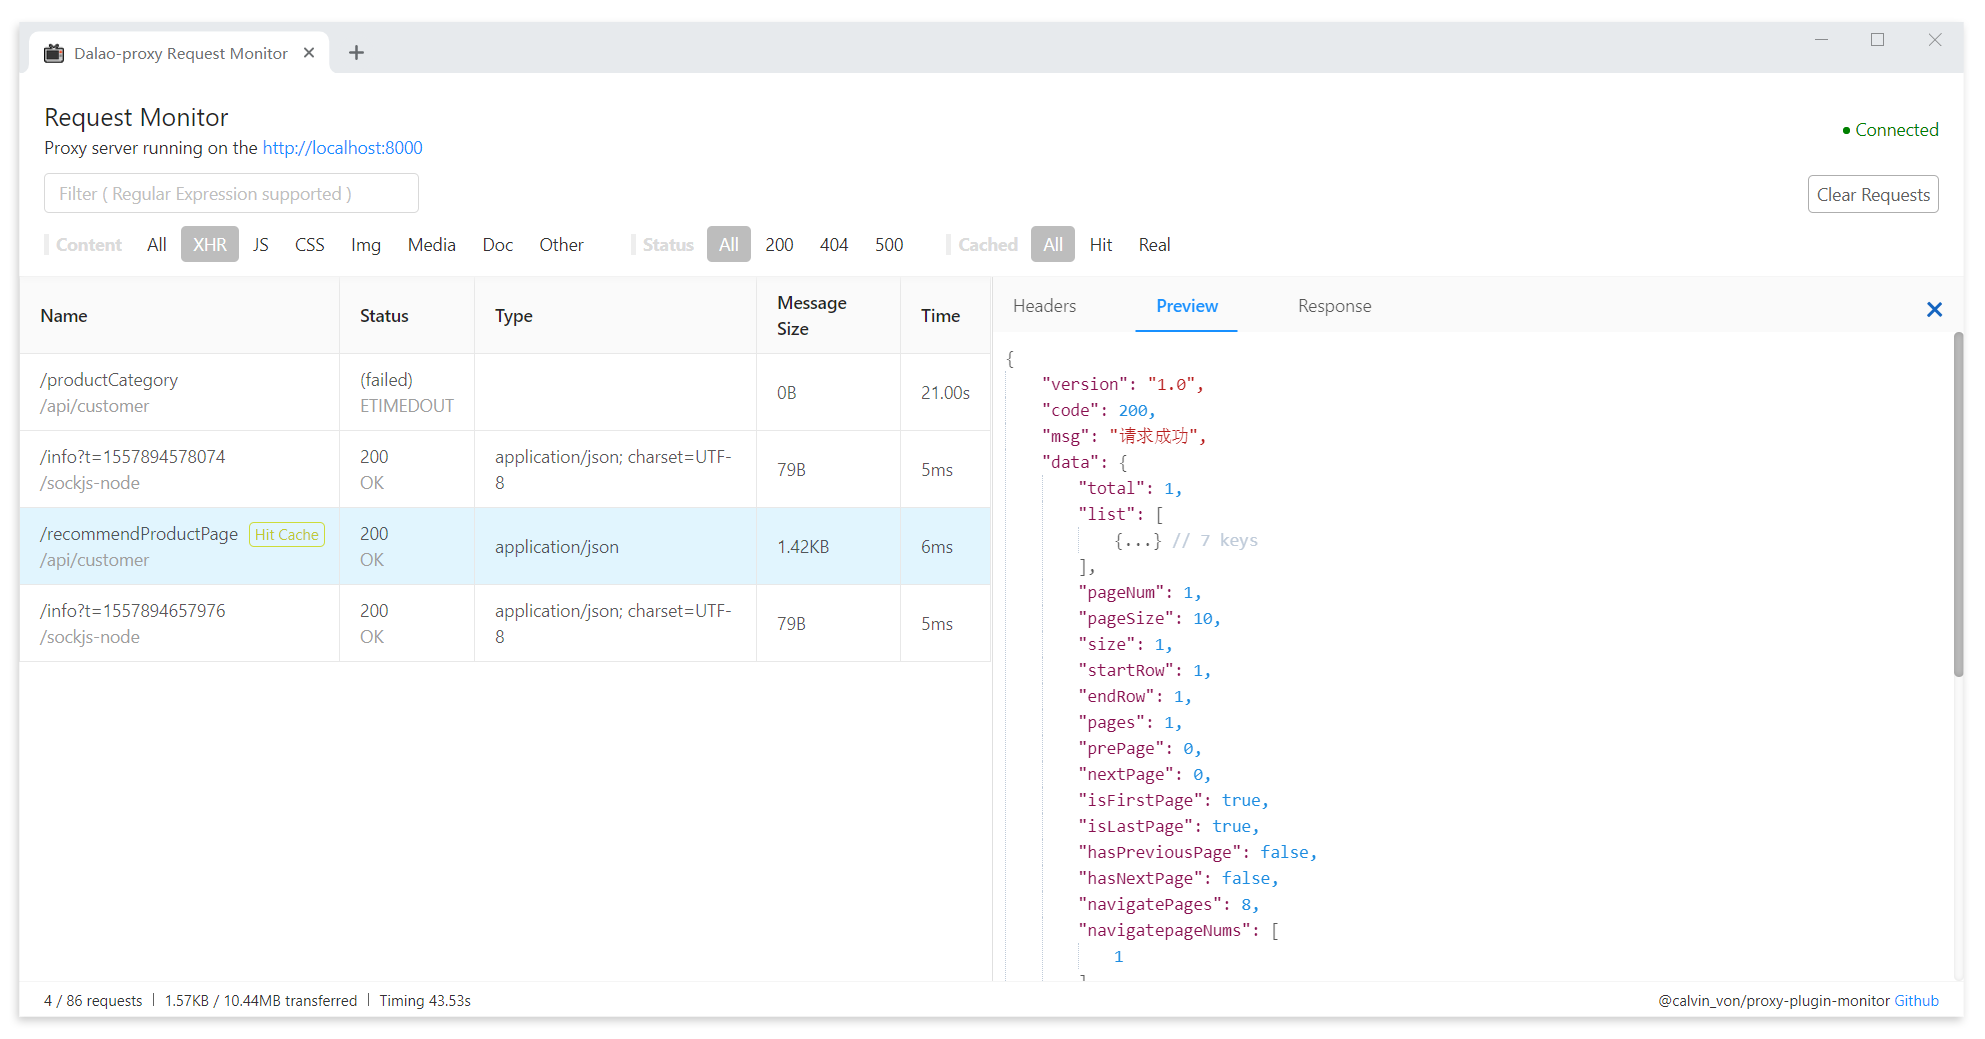 Dalao-proxy Request Monitor
Request Monitor
Proxy server running on the http://localhost:8000
Connected
Filter ( Regular Expression supported )
Clear Requests
Content All XHR JS CSS Img Media Doc Other Status All 200 404 500 Cached All Hit Real
Name Status Type Message Size Time
/productCategory (failed)
/api/customer ETIMEDOUT 0B 21.00s
/info?t=1557894578074 200 application/json; charset=UTF-
/sockjs-node OK 8 79B 5ms
/recommendProductPage Hit Cache 200
/api/customer OK application/json 1.42KB 6ms
/info?t=1557894657976 200 application/json; charset=UTF-
/sockjs-node OK 8 79B 5ms
Headers Preview Response
{
"version": "1.0",
"code": 200,
"msg": "请求成功",
"data": {
"total": 1,
"list": [
{...} // 7 keys
],
"pageNum": 1,
"pageSize": 10,
"size": 1,
"startRow": 1,
"endRow": 1,
"pages": 1,
"prePage": 0,
"nextPage": 0,
"isFirstPage": true,
"isLastPage": true,
"hasPreviousPage": false,
"hasNextPage": false,
"navigatePages": 8,
"navigatepageNums": [
1
]
4 / 86 requests | 1.57KB / 10.44MB transferred | Timing 43.53s
@calvin_von/proxy-plugin-monitor Github